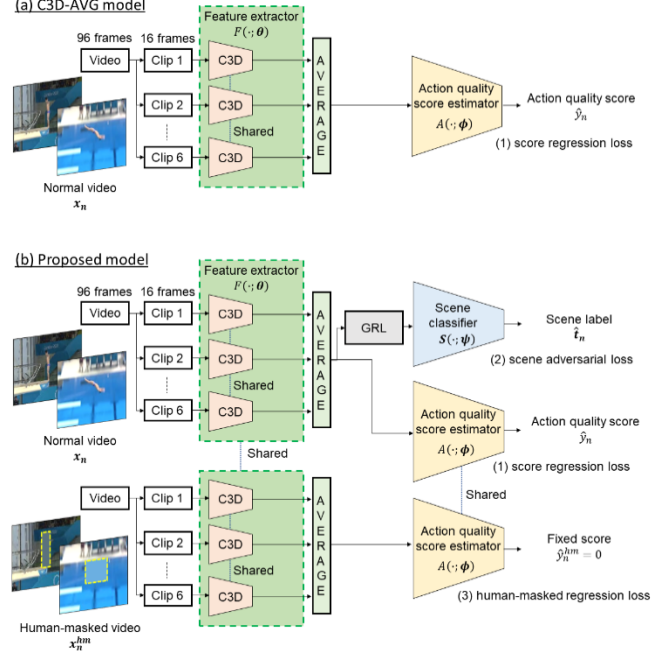 (a) C3D-AVG model
96 frames
16 frames
Feature extractor
F(·; θ)
Video
Clip 1
C3D
Clip 2
C3D
Shared
Clip 6
C3D
AVERAGE
Action quality
score estimator
A(·; ϕ)
Action quality score
ŷₙ
(1) score regression loss
Normal video
xₙ
(b) Proposed model
96 frames
16 frames
Feature extractor
F(·; θ)
Video
Clip 1
C3D
Clip 2
C3D
Shared
Clip 6
C3D
AVERAGE
GRL
Scene
classifier
S(·; ψ)
Scene label
t̂ₙ
(2) scene adversarial loss
Normal video
xₙ
Shared
Action quality
score estimator
A(·; ϕ)
Action quality score
ŷₙ
(1) score regression loss
Shared
Video
Clip 1
C3D
Clip 2
C3D
Shared
Clip 6
C3D
AVERAGE
Action quality
score estimator
A(·; ϕ)
Fixed score
ŷₙʰᵐ = 0
(3) human-masked regression loss
Human-masked video
xₙʰᵐ